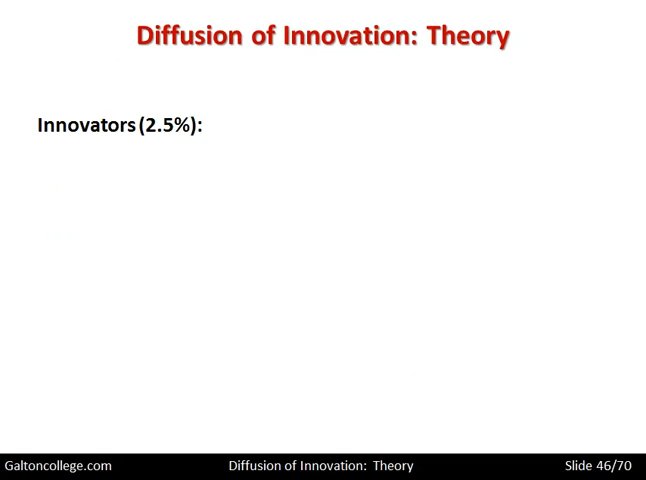 Diffusion of Innovation: Theory
Innovators (2.5%):
Galtoncollege.com Diffusion of Innovation: Theory Slide 46/70